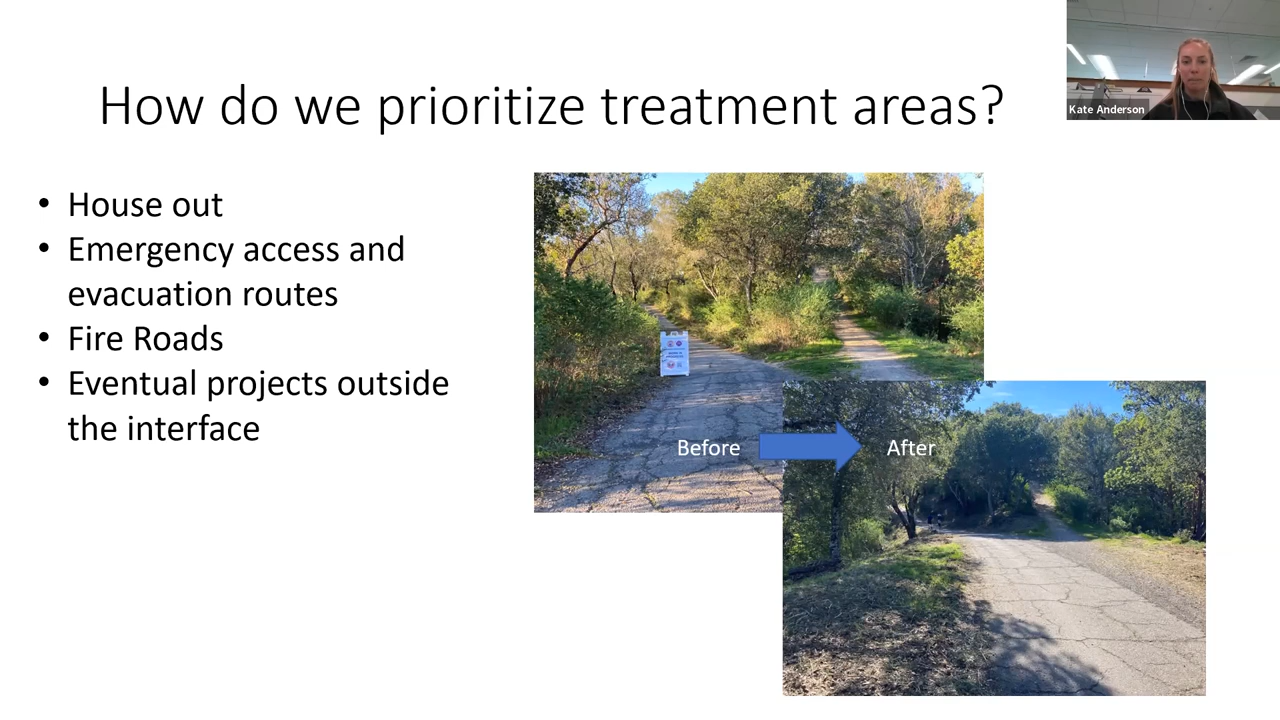 How do we prioritize treatment areas?
Kate Anderson
• House out
• Emergency access and
evacuation routes
• Fire Roads
• Eventual projects outside
the interface
Before
After